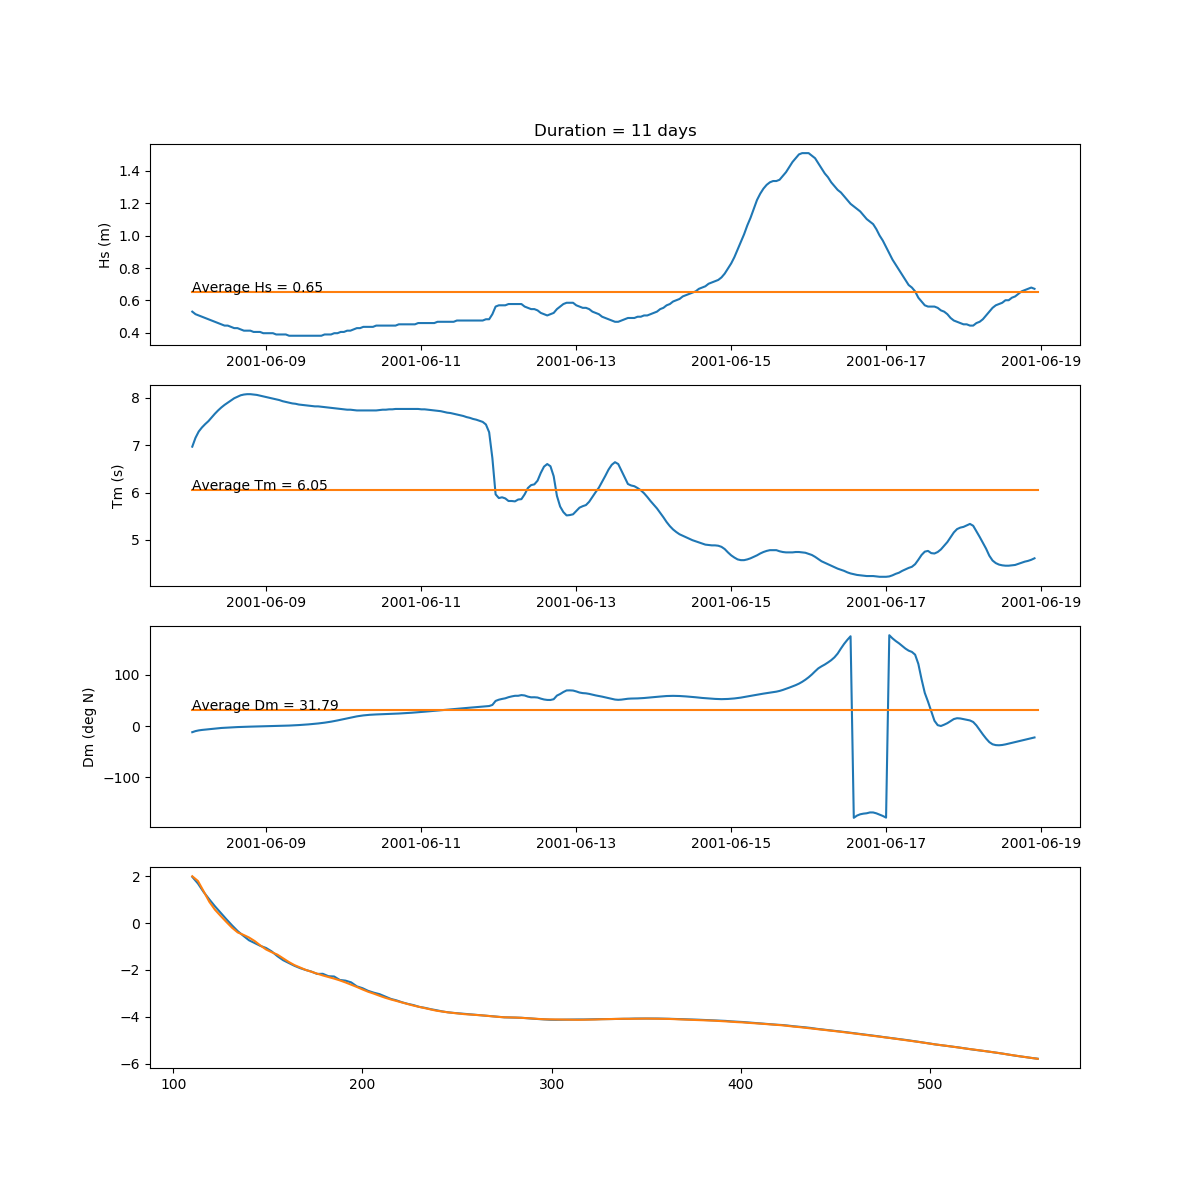 Duration = 11 days
1.4
1.2
1.0
0.8
0.6
0.4
Hs (m)
Average Hs = 0.65
2001-06-09 2001-06-11 2001-06-13 2001-06-15 2001-06-17 2001-06-19
8
7
6
5
Tm (s)
Average Tm = 6.05
2001-06-09 2001-06-11 2001-06-13 2001-06-15 2001-06-17 2001-06-19
100
0
−100
Dm (deg N)
Average Dm = 31.79
2001-06-09 2001-06-11 2001-06-13 2001-06-15 2001-06-17 2001-06-19
2
0
−2
−4
−6
100 200 300 400 500